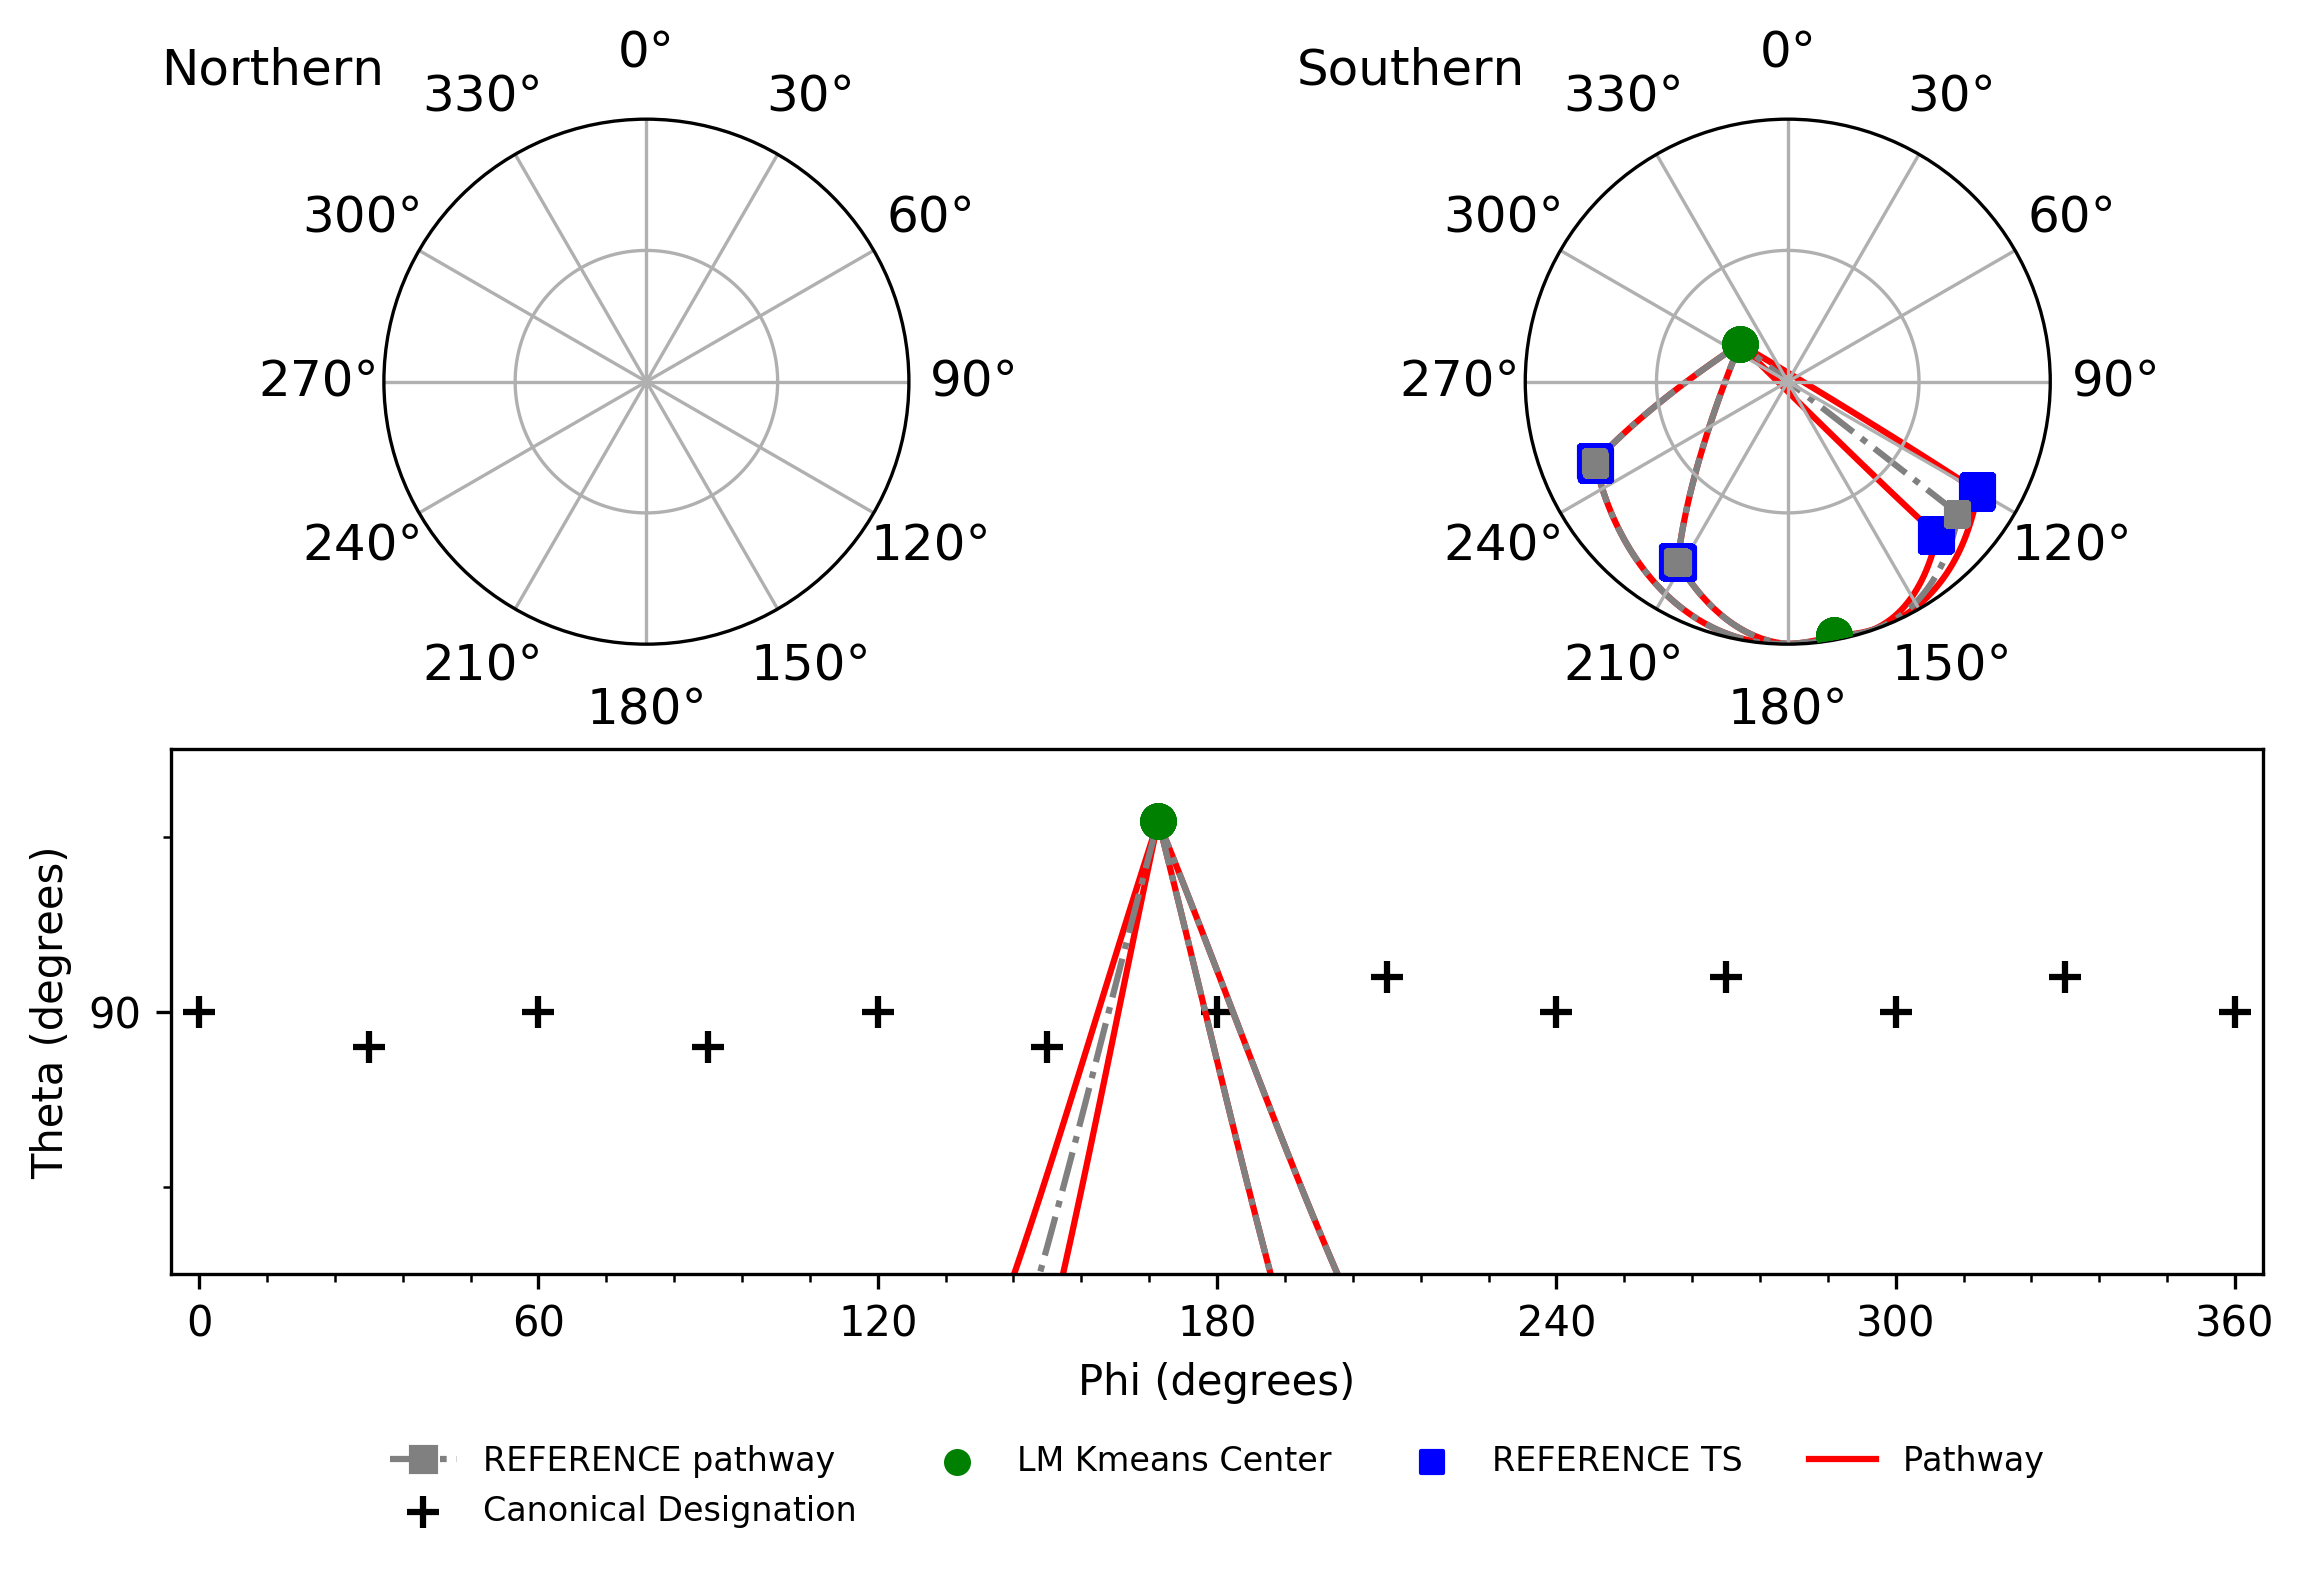 Northern
0°
330°
30°
300°
60°
270°
90°
240°
120°
210°
150°
180°
Southern
0°
330°
30°
300°
60°
270°
90°
240°
120°
210°
150°
180°
Theta (degrees)
90
0 60 120 180 240 300 360
Phi (degrees)
REFERENCE pathway
Canonical Designation
LM Kmeans Center
REFERENCE TS
Pathway